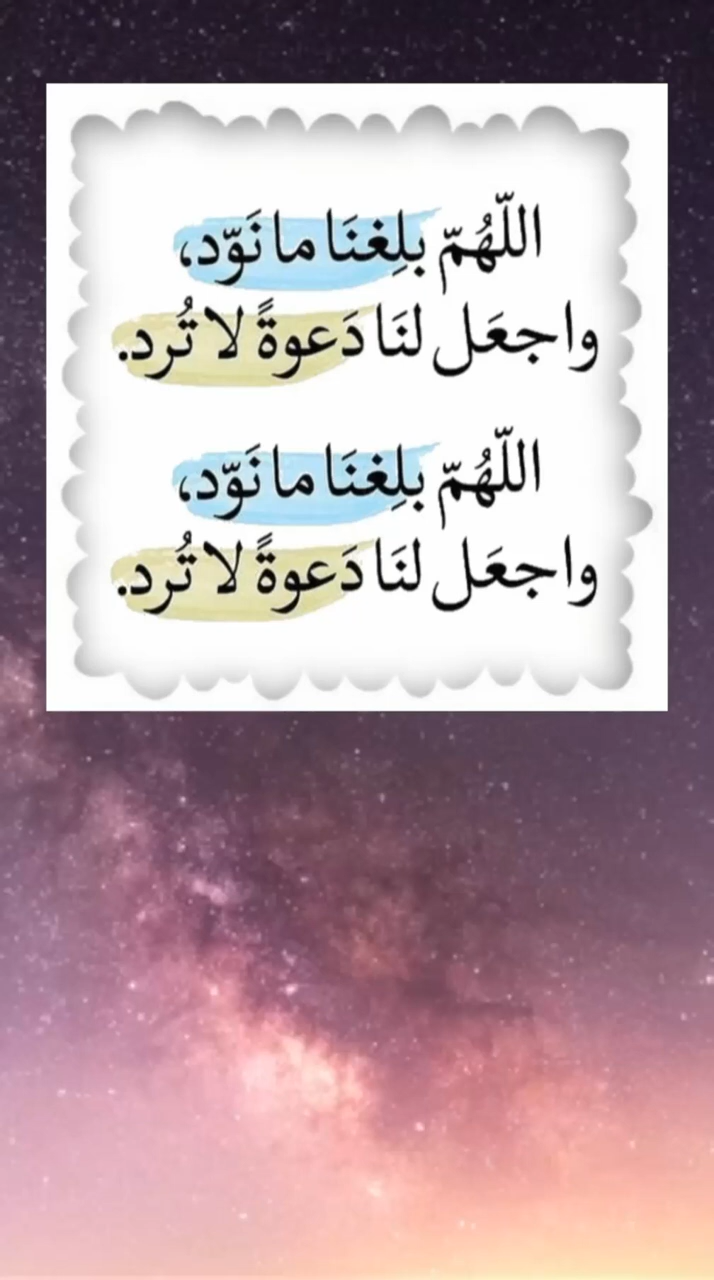 اللّهُمّ بلِغنَا ما نَوّد،
واجعَل لنَا دَعوةً لا تُرد.
اللّهُمّ بلِغنَا ما نَوّد،
واجعَل لنَا دَعوةً لا تُرد.